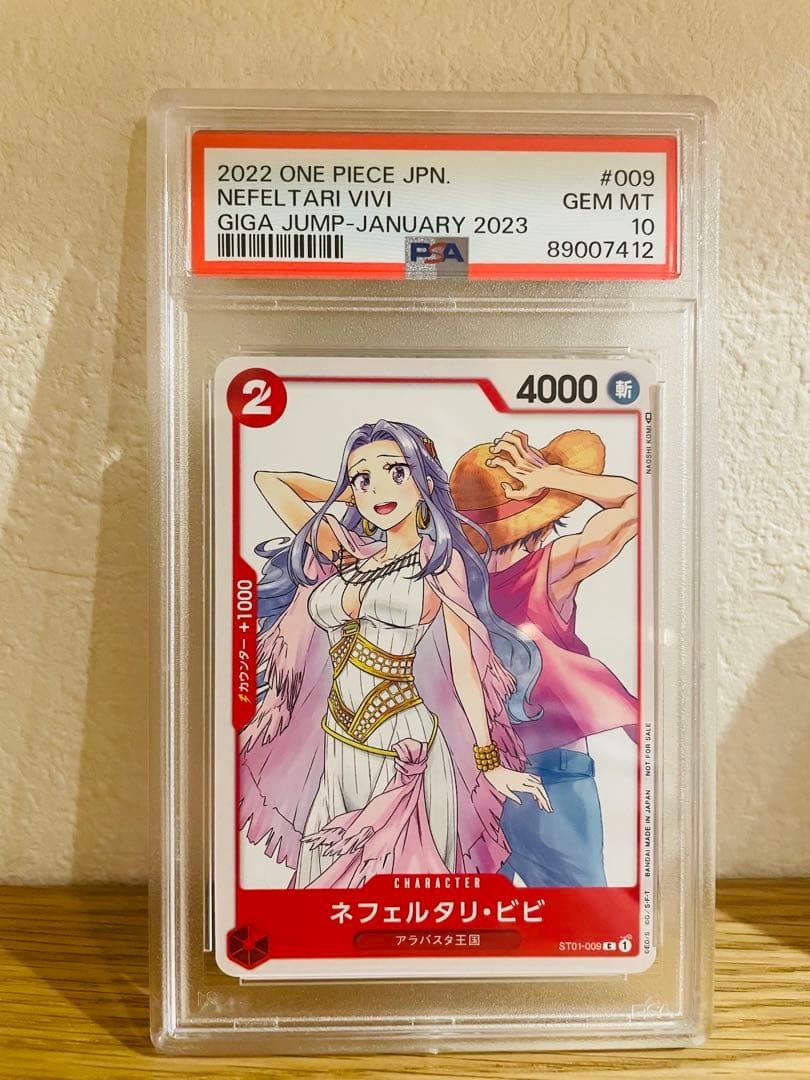 2022 ONE PIECE JPN. #009
NEFELTARI VIVI GEM MT
GIGA JUMP-JANUARY 2023 10
PSA 89007412
2 4000 斬
NAOSHI KOMI
カウンター +1000
©EO/S ©O/S・F・T BANDAI MADE IN JAPAN NOT FOR SALE
CHARACTER
ネフェルタリ・ビビ
アラバスタ王国
ST01-009 C 1